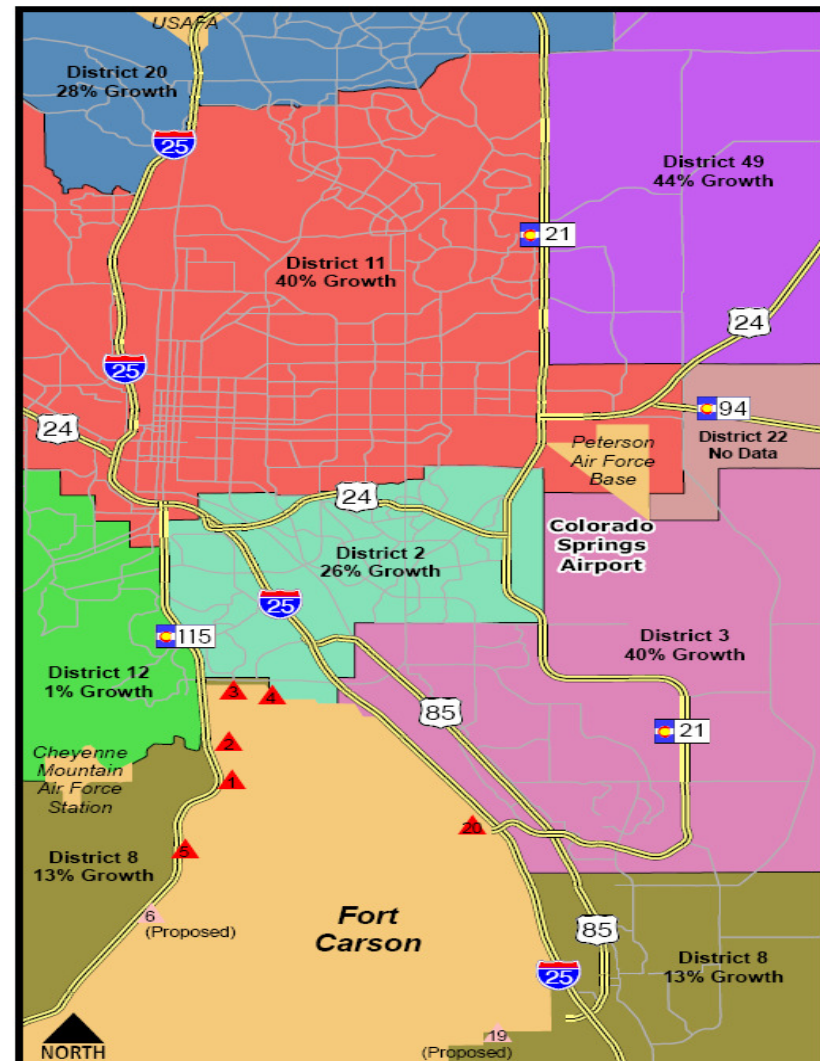 USAFA
District 20
28% Growth
25
District 49
44% Growth
21
District 11
40% Growth
24
25
94
24
District 22
No Data
Peterson
Air Force
Base
24
Colorado
Springs
Airport
District 2
26% Growth
25
115
District 3
40% Growth
District 12
1% Growth
3
4
85
21
2
Cheyenne
Mountain
Air Force
Station
1
20
5
District 8
13% Growth
6
(Proposed)
Fort
Carson
85
District 8
13% Growth
25
19
(Proposed)
NORTH